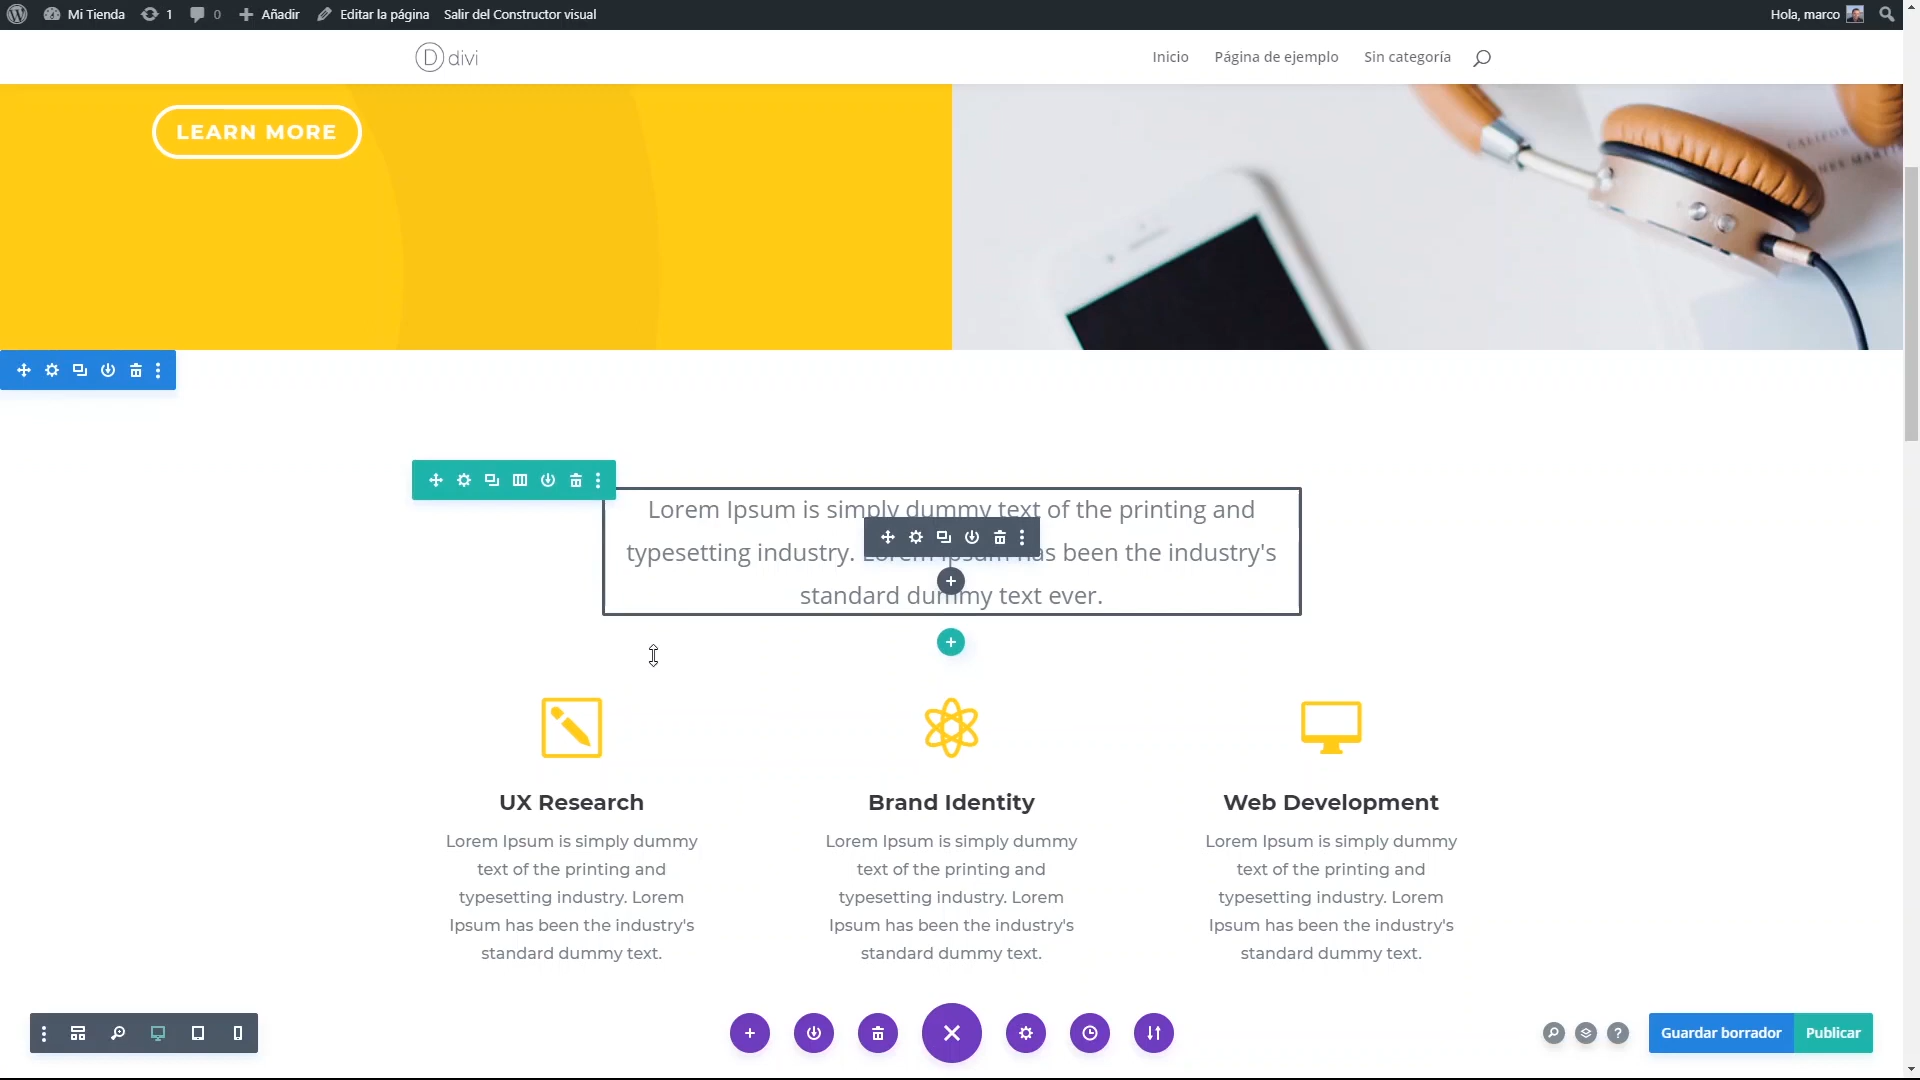 Mi Tienda 1 0 Añadir Editar la página Salir del Constructor visual Hola, marco
divi Inicio Página de ejemplo Sin categoría
LEARN MORE
CALIFOR
Lorem Ipsum is simply dummy text of the printing and
typesetting industry. Lorem Ipsum has been the industry's
standard dummy text ever.
UX Research
Lorem Ipsum is simply dummy
text of the printing and
typesetting industry. Lorem
Ipsum has been the industry's
standard dummy text.
Brand Identity
Lorem Ipsum is simply dummy
text of the printing and
typesetting industry. Lorem
Ipsum has been the industry's
standard dummy text.
Web Development
Lorem Ipsum is simply dummy
text of the printing and
typesetting industry. Lorem
Ipsum has been the industry's
standard dummy text.
Guardar borrador Publicar